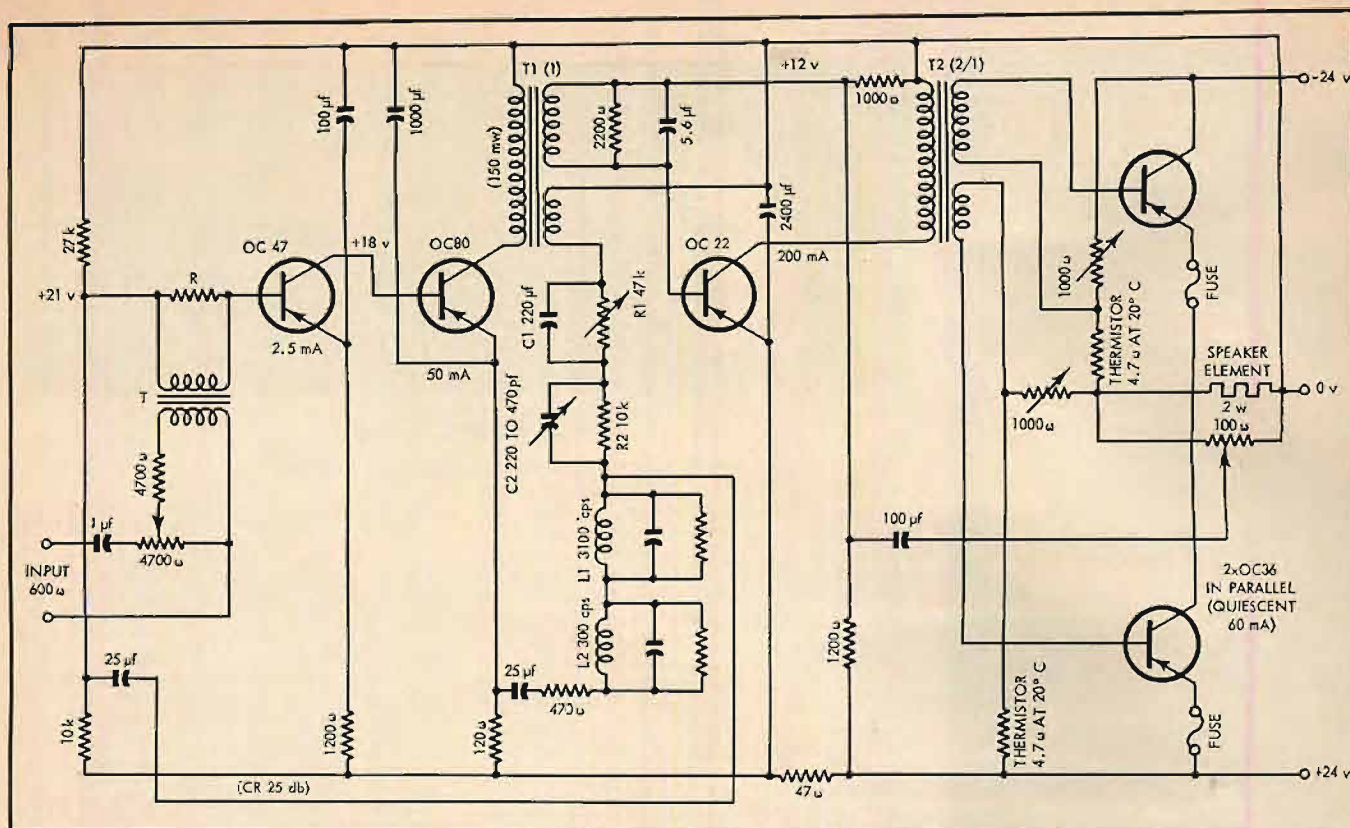 T1 (1)
+12 v
T2 (2/1)
-24 v
1000 ω
100 μf
1000 μf
(150 mw)
2200 ω
5.6 μf
27 k
OC 47
+18 v
OC80
2400 μf
OC 22
200 mA
1000 ω
FUSE
+21 v
R
2.5 mA
50 mA
C1 220 μf
R1 47 k
THERMISTOR
4.7 ω AT 20° C
SPEAKER
ELEMENT
0 v
T
C2 220 TO 470 pf
R2 10 k
1000 ω
2 w
100 ω
4700 ω
1 μf
4700 ω
INPUT
600 ω
L1 3100 cps
100 μf
2xOC36
IN PARALLEL
(QUIESCENT
60 mA)
25 μf
L2 300 cps
1200 ω
10 k
1200 ω
120 ω
25 μf
470 ω
THERMISTOR
4.7 ω AT 20° C
FUSE
(CR 25 db)
47 ω
+24 v